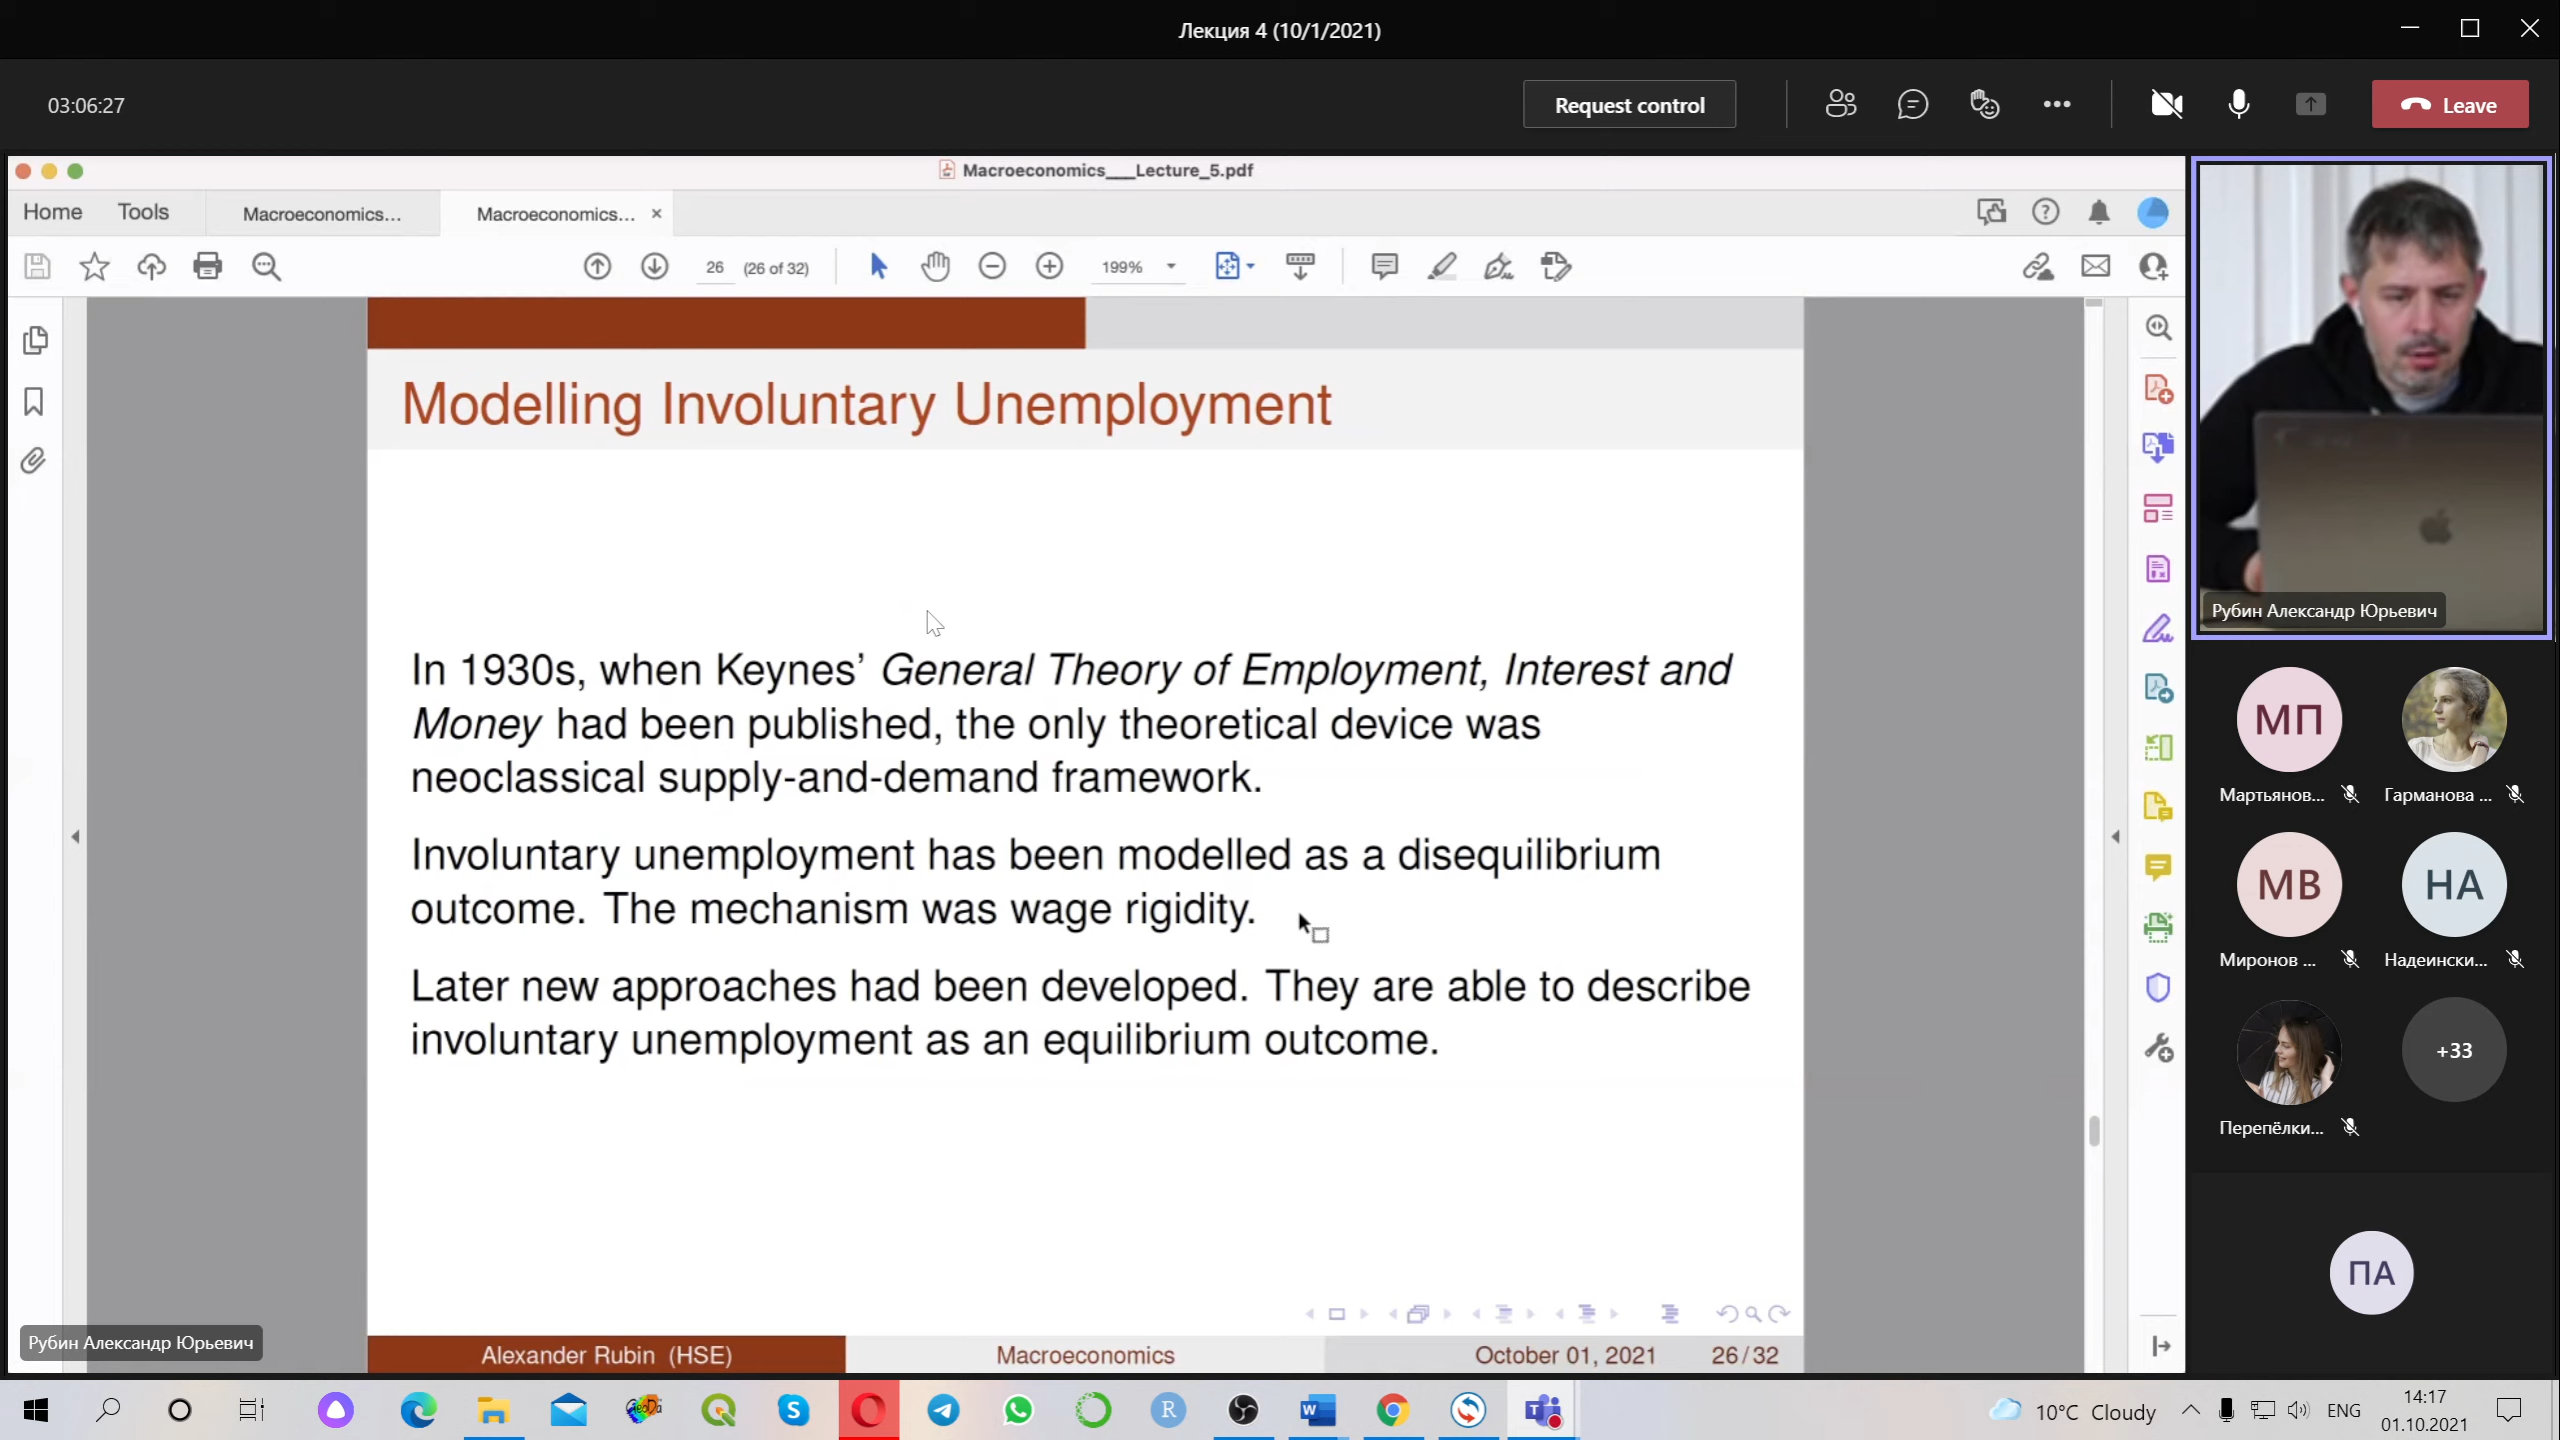 Лекция 4 (10/1/2021)
03:06:27
Request control
Leave
Macroeconomics___Lecture_5.pdf
Home
Tools
Macroeconomics...
Macroeconomics...
26
(26 of 32)
199%
Modelling Involuntary Unemployment
In 1930s, when Keynes’ General Theory of Employment, Interest and
Money had been published, the only theoretical device was
neoclassical supply-and-demand framework.
Involuntary unemployment has been modelled as a disequilibrium
outcome. The mechanism was wage rigidity.
Later new approaches had been developed. They are able to describe
involuntary unemployment as an equilibrium outcome.
Alexander Rubin (HSE)
Macroeconomics
October 01, 2021
26/32
Рубин Александр Юрьевич
Рубин Александр Юрьевич
МП
Мартьянов...
Гарманова ...
МВ
НА
Миронов ...
Надеински...
Перепёлки...
+33
ПА
GeoDa
R
W
T
10°C Cloudy
ENG
14:17
01.10.2021